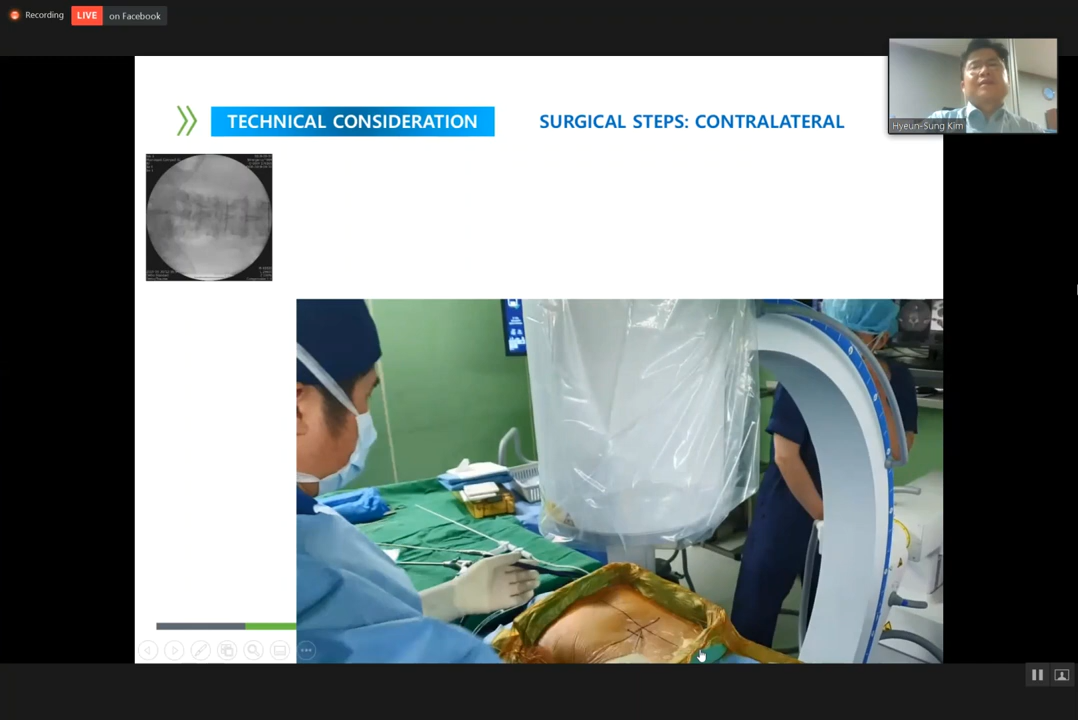 Recording
LIVE on Facebook
TECHNICAL CONSIDERATION
SURGICAL STEPS: CONTRALATERAL
Hyeun-Sung Kim